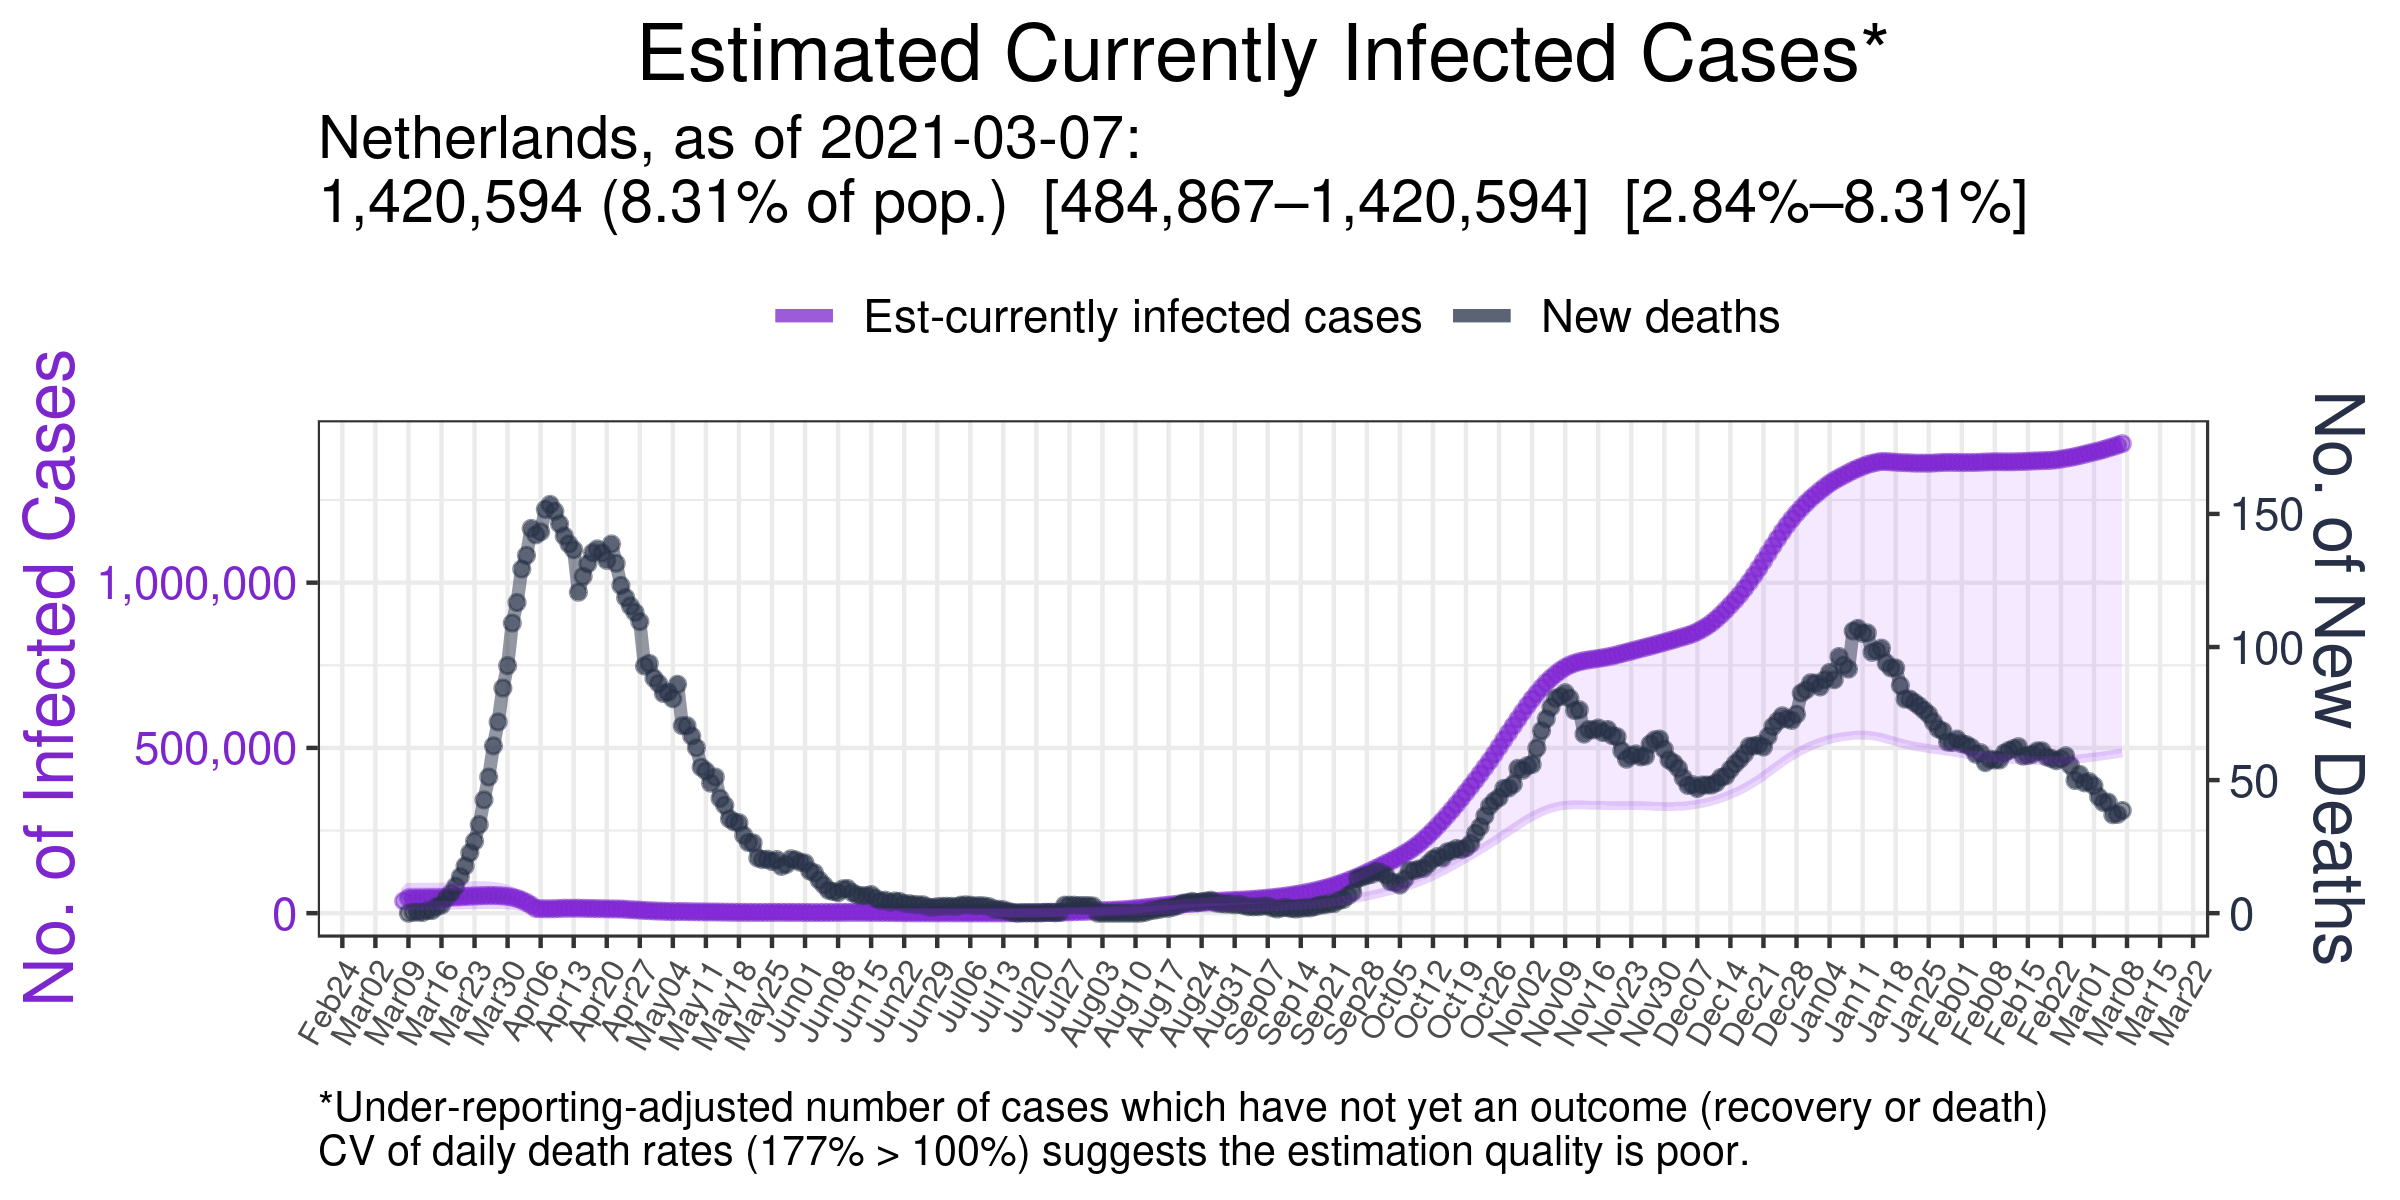 Estimated Currently Infected Cases*
Netherlands, as of 2021-03-07:
1,420,594 (8.31% of pop.) [484,867–1,420,594] [2.84%–8.31%]
Est-currently infected cases New deaths
No. of Infected Cases
1,000,000
500,000
0
No. of New Deaths
150
100
50
0
Feb24 Mar02 Mar09 Mar16 Mar23 Mar30 Apr06 Apr13 Apr20 Apr27 May04 May11 May18 May25 Jun01 Jun08 Jun15 Jun22 Jun29 Jul06 Jul13 Jul20 Jul27 Aug03 Aug10 Aug17 Aug24 Aug31 Sep07 Sep14 Sep21 Sep28 Oct05 Oct12 Oct19 Oct26 Nov02 Nov09 Nov16 Nov23 Nov30 Dec07 Dec14 Dec21 Dec28 Jan04 Jan11 Jan18 Jan25 Feb01 Feb08 Feb15 Feb22 Mar01 Mar08 Mar15 Mar22
*Under-reporting-adjusted number of cases which have not yet an outcome (recovery or death)
CV of daily death rates (177% > 100%) suggests the estimation quality is poor.